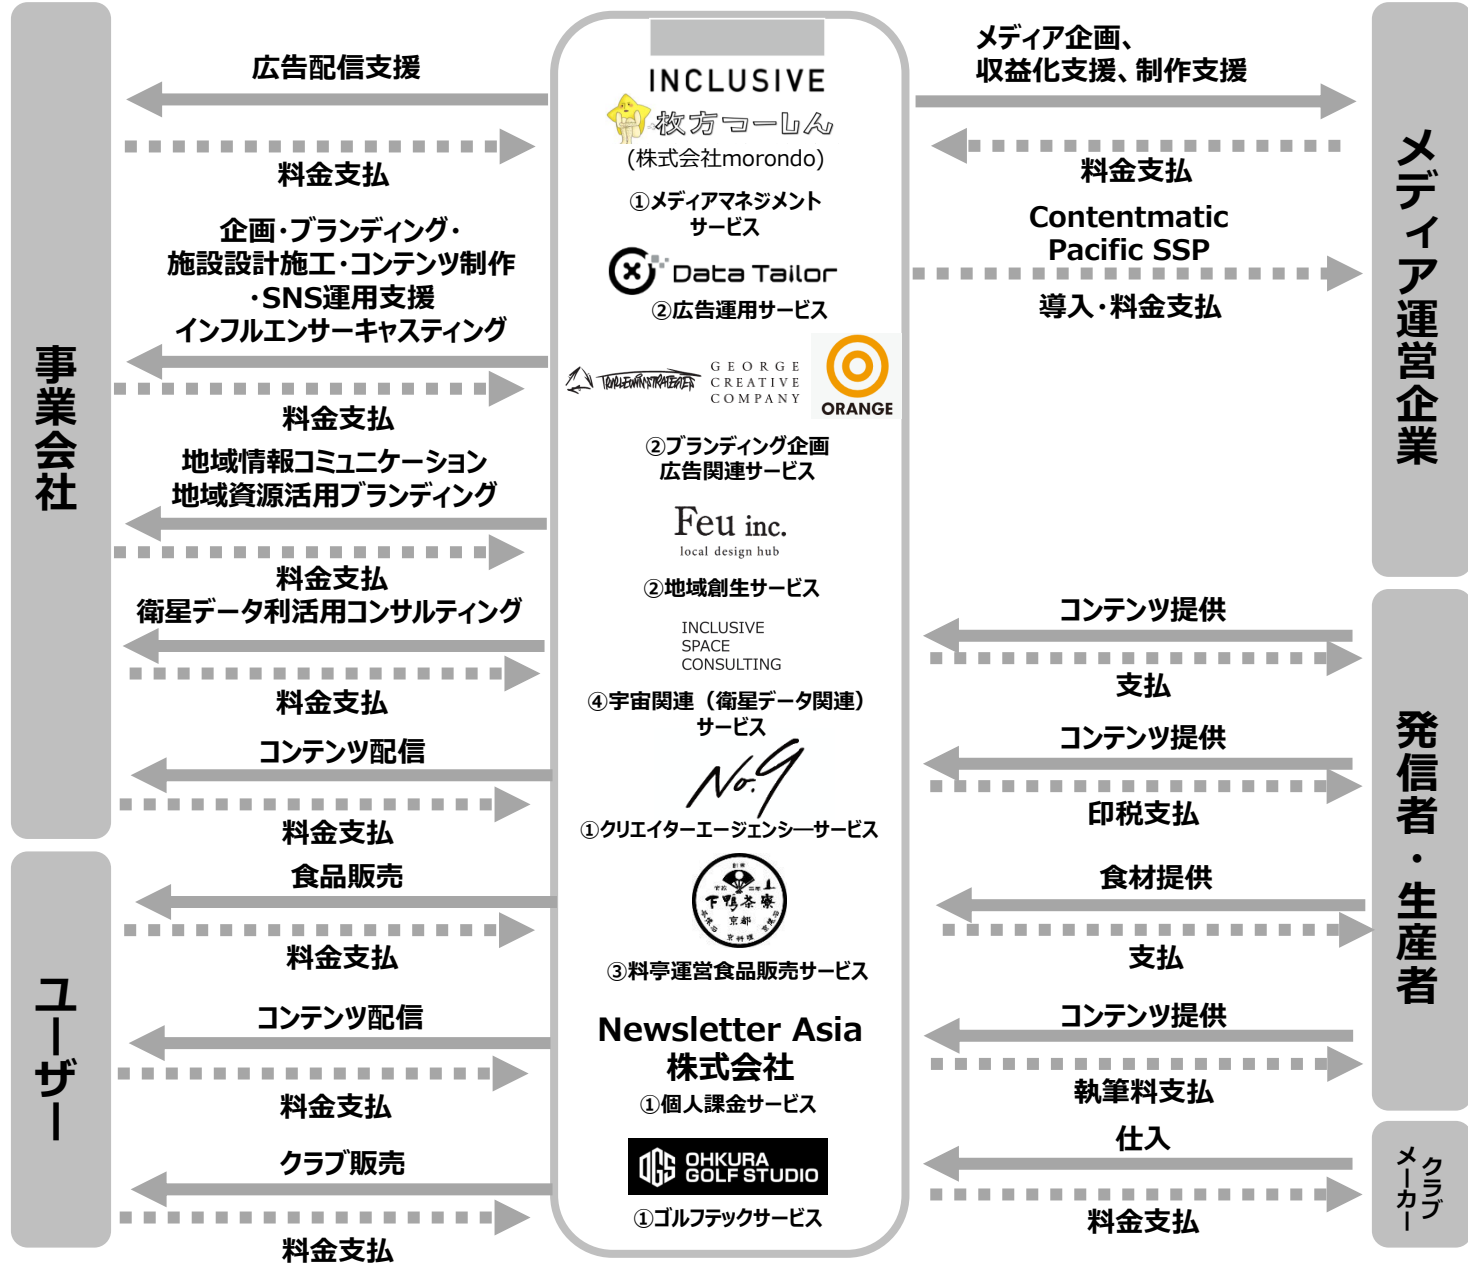 事業会社
ユーザー
広告配信支援
料金支払
企画・ブランディング・
施設設計施工・コンテンツ制作
・SNS運用支援
インフルエンサーキャスティング
料金支払
地域情報コミュニケーション
地域資源活用ブランディング
料金支払
衛星データ利活用コンサルティング
料金支払
コンテンツ配信
料金支払
食品販売
料金支払
コンテンツ配信
料金支払
クラブ販売
料金支払
INCLUSIVE
枚方つーしん
(株式会社morondo)
①メディアマネジメント
サービス
Data Tailor
②広告運用サービス
GEORGE
CREATIVE
COMPANY
ORANGE
②ブランディング企画
広告関連サービス
Feu inc.
local design hub
②地域創生サービス
INCLUSIVE
SPACE
CONSULTING
④宇宙関連（衛星データ関連）
サービス
No.9
①クリエイターエージェンシーサービス
下鴨茶寮
京都
京料理
③料亭運営食品販売サービス
Newsletter Asia
株式会社
①個人課金サービス
OGS OHKURA
GOLF STUDIO
①ゴルフテックサービス
メディア企画、
収益化支援、制作支援
料金支払
Contentmatic
Pacific SSP
導入・料金支払
コンテンツ提供
支払
コンテンツ提供
印税支払
食材提供
支払
コンテンツ提供
執筆料支払
仕入
料金支払
メディア運営企業
発信者・生産者
クラブ
メーカー